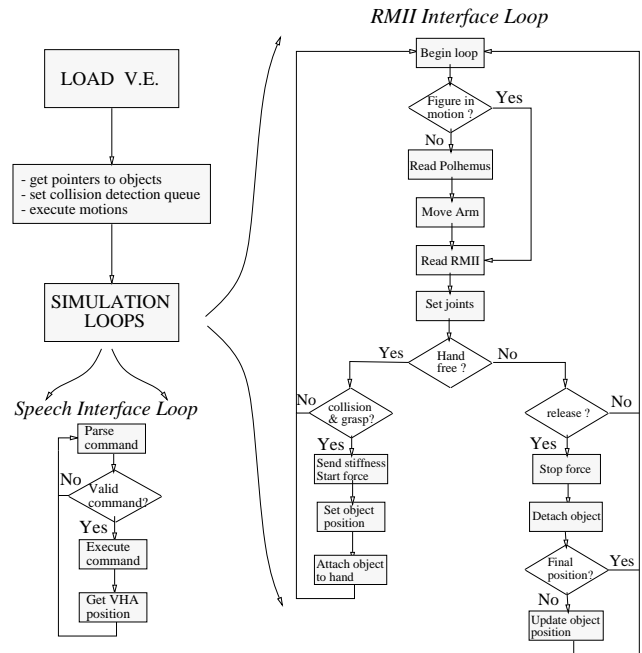 RMII Interface Loop
LOAD V.E.
- get pointers to objects
- set collision detection queue
- execute motions
SIMULATION
LOOPS
Speech Interface Loop
Parse
command
No
Valid
command?
Yes
Execute
command
Get VHA
position
Begin loop
Figure in
motion ?
Yes
No
Read Polhemus
Move Arm
Read RMII
Set joints
Yes
Hand
free ?
No
No
collision
& grasp?
Yes
Send stiffness
Start force
Set object
position
Attach object
to hand
release ?
No
Yes
Stop force
Detach object
Final
position?
Yes
No
Update object
position